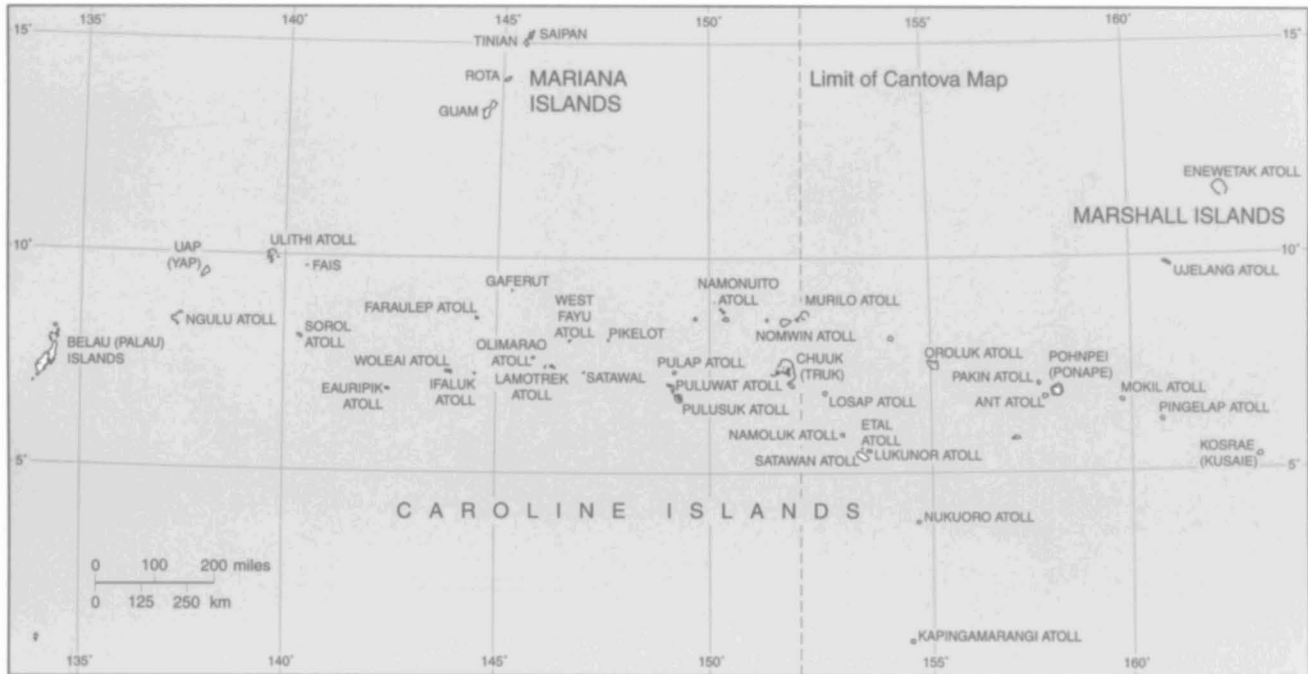 135°
140°
145°
150°
155°
160°
15°
15°
SAIPAN
TINIAN
ROTA
MARIANA
ISLANDS
GUAM
Limit of Cantova Map
ENEWETAK ATOLL
MARSHALL ISLANDS
10°
10°
UAP
(YAP)
ULITHI ATOLL
FAIS
UJELANG ATOLL
GAFERUT
NGULU ATOLL
FARAULEP ATOLL
WEST
FAYU
ATOLL
PIKELOT
NAMONUITO
ATOLL
MURILO ATOLL
NOMWIN ATOLL
BELAU (PALAU)
ISLANDS
SOROL
ATOLL
OLIMARAO
ATOLL
WOLEAI ATOLL
EAURIPIK
ATOLL
IFALUK
ATOLL
LAMOTREK
ATOLL
SATAWAL
PULAP ATOLL
PULUWAT ATOLL
PULUSUK ATOLL
CHUUK
(TRUK)
LOSAP ATOLL
OROLUK ATOLL
PAKIN ATOLL
ANT ATOLL
POHNPEI
(PONAPE)
MOKIL ATOLL
PINGELAP ATOLL
NAMOLUK ATOLL
ETAL
ATOLL
SATAWAN ATOLL
LUKUNOR ATOLL
KOSRAE
(KUSAIE)
5°
5°
CAROLINE ISLANDS
NUKUORO ATOLL
0 100 200 miles
0 125 250 km
KAPINGAMARANGI ATOLL
135°
140°
145°
150°
155°
160°